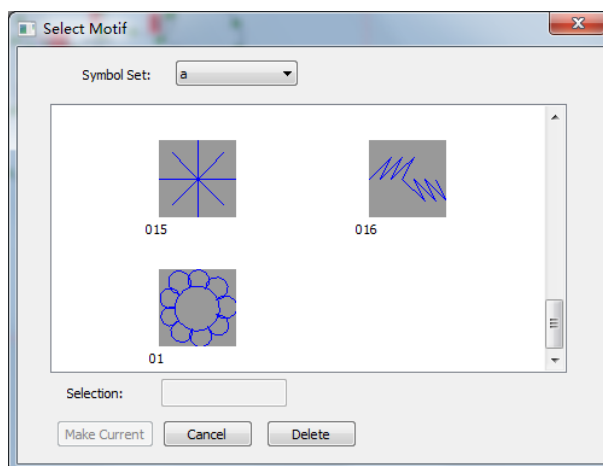 Select Motif
Symbol Set: a
015 016
01
Selection:
Make Current Cancel Delete